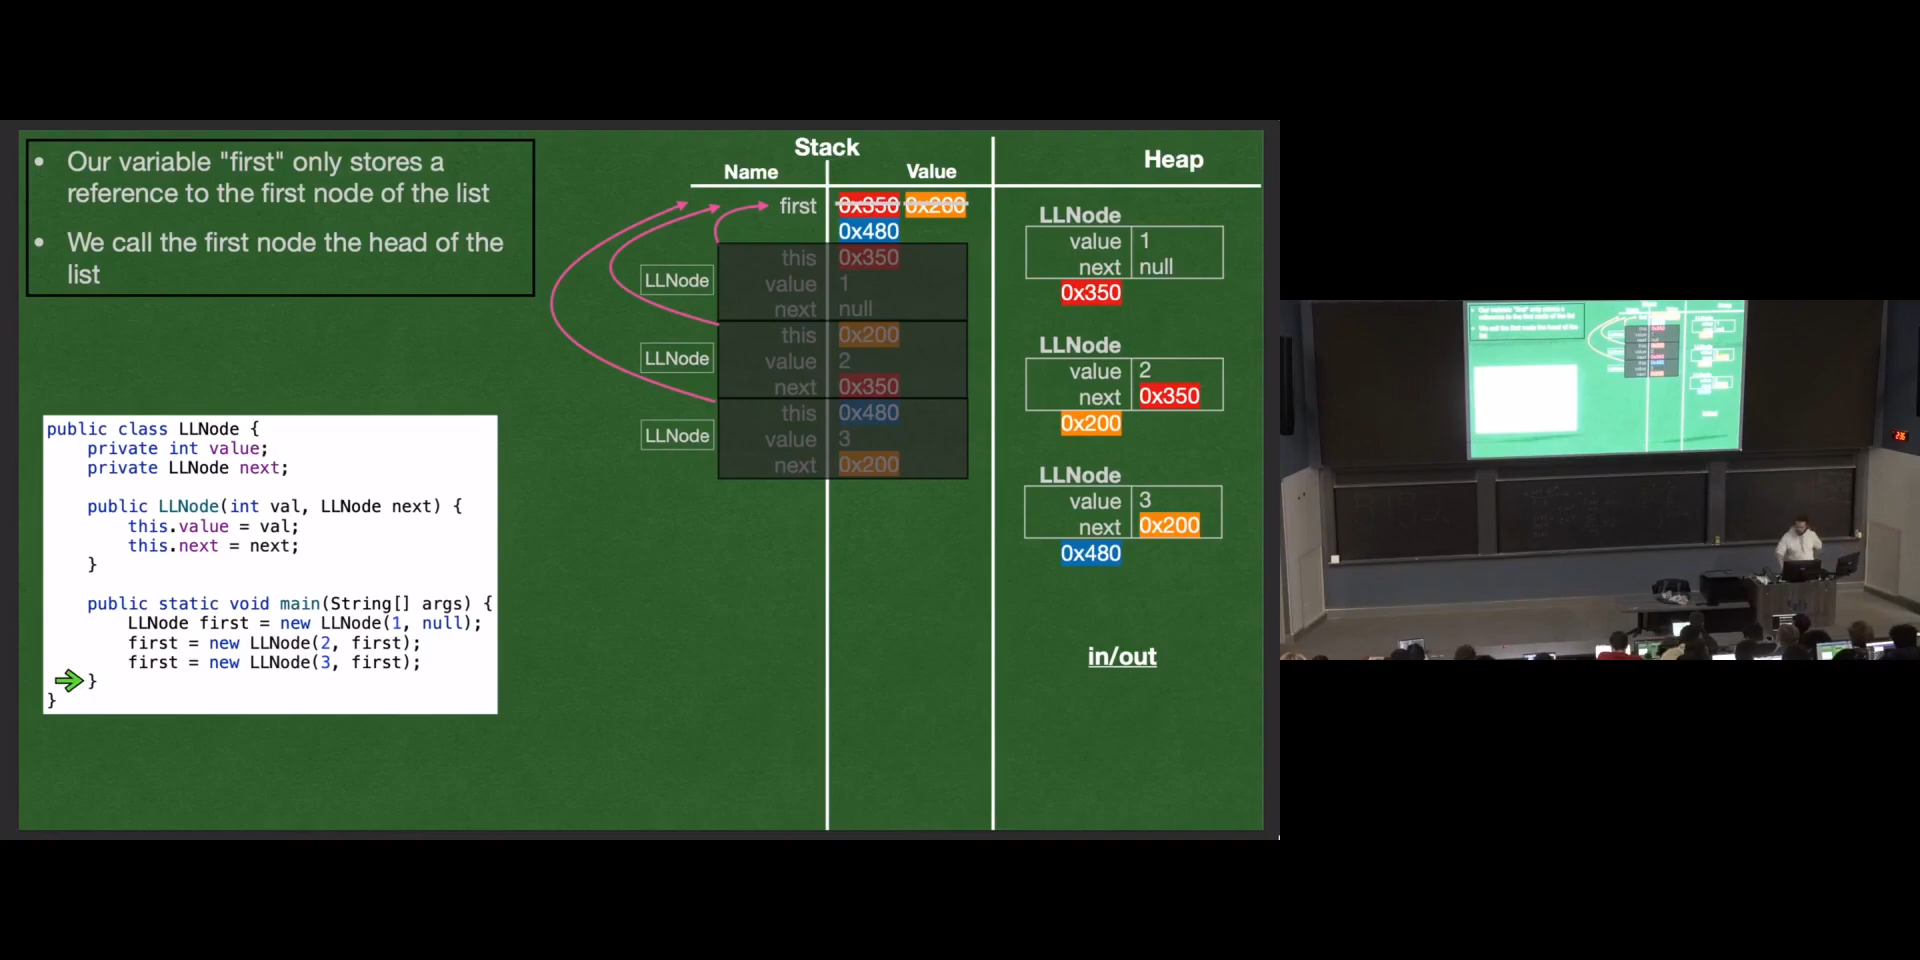 • Our variable "first" only stores a
reference to the first node of the list
• We call the first node the head of the
list
public class LLNode {
    private int value;
    private LLNode next;
    public LLNode(int val, LLNode next) {
        this.value = val;
        this.next = next;
    }
    public static void main(String[] args) {
        LLNode first = new LLNode(1, null);
        first = new LLNode(2, first);
        first = new LLNode(3, first);
    }
}
Stack
Name Value
first 0x350 0x200
0x480
LLNode
this 0x350
value 1
next null
LLNode
this 0x200
value 2
next 0x350
LLNode
this 0x480
value 3
next 0x200
Heap
LLNode
value 1
next null
0x350
LLNode
value 2
next 0x350
0x200
LLNode
value 3
next 0x200
0x480
in/out